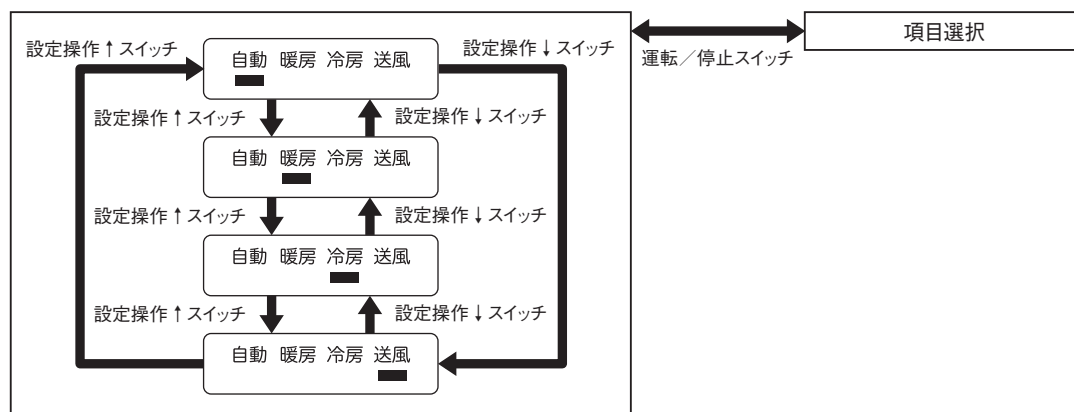 項目選択
設定操作↑スイッチ
設定操作↓スイッチ
運転／停止スイッチ
自動 暖房 冷房 送風
設定操作↑スイッチ
設定操作↓スイッチ
自動 暖房 冷房 送風
設定操作↑スイッチ
設定操作↓スイッチ
自動 暖房 冷房 送風
設定操作↑スイッチ
設定操作↓スイッチ
自動 暖房 冷房 送風